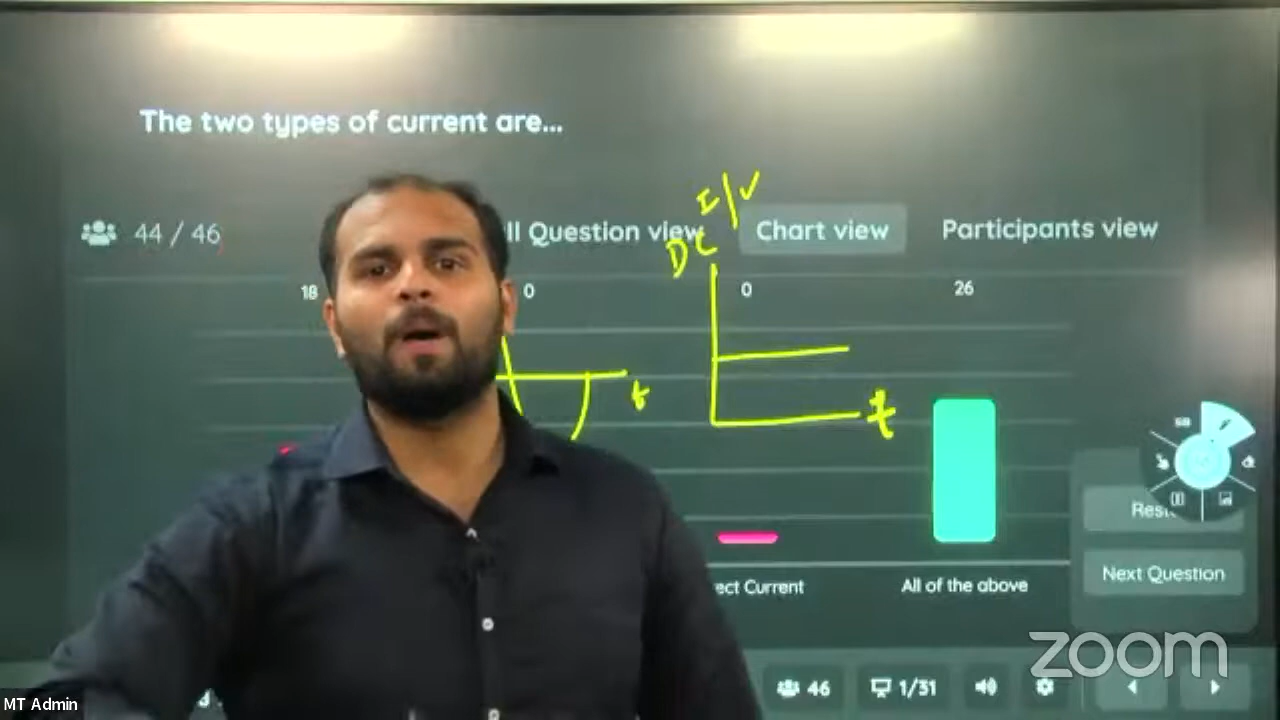 The two types of current are...
44 / 46
ll Question view
Chart view
Participants view
I/V
DC
18
0
0
26
t
t
ect Current
All of the above
Next Question
zoom
46
1/31
MT Admin